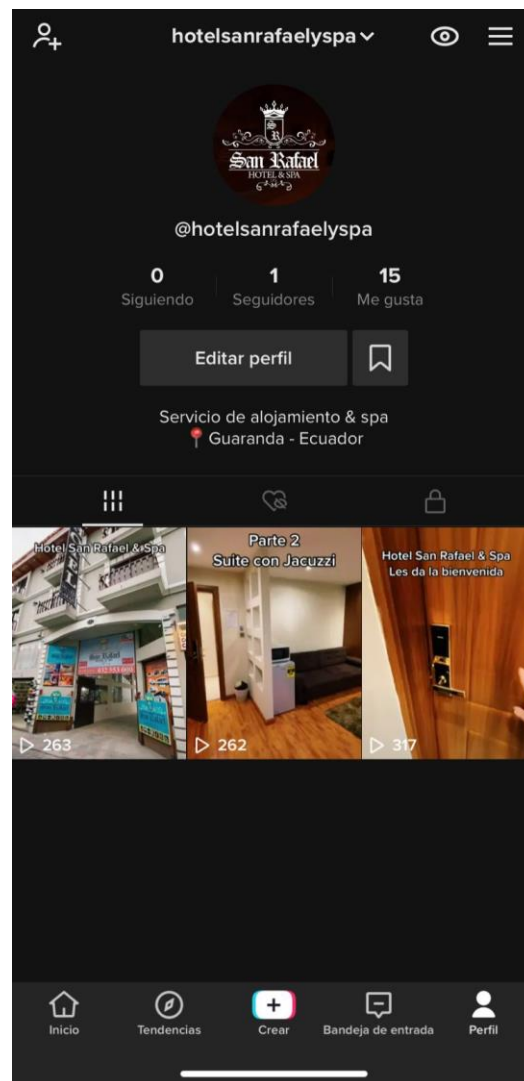 hotelsanrafaelyspa
S R
San Rafael
HOTEL & SPA
@hotelsanrafaelyspa
0 1 15
Siguiendo Seguidores Me gusta
Editar perfil
Servicio de alojamiento & spa
Guaranda - Ecuador
Hotel San Rafael & Spa
San Rafael
263
Parte 2
Suite con Jacuzzi
262
Hotel San Rafael & Spa
Les da la bienvenida
317
Inicio Tendencias Crear Bandeja de entrada Perfil